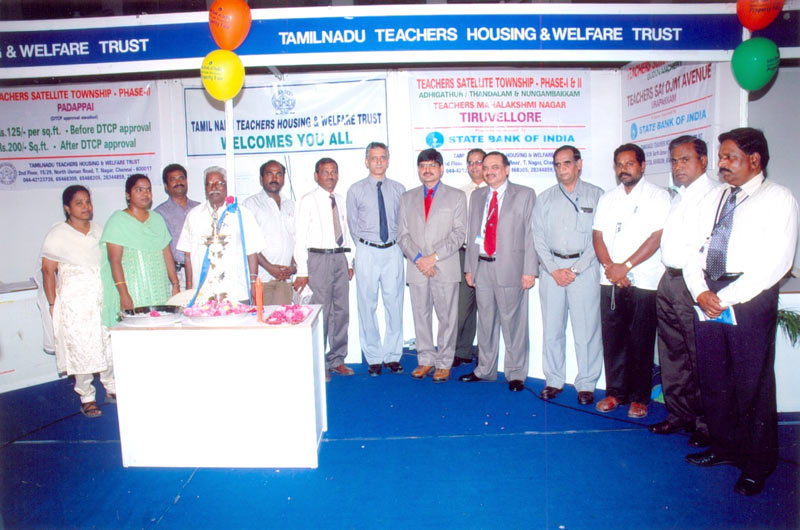 & WELFARE TRUST
TAMILNADU TEACHERS HOUSING & WELFARE TRUST
TEACHERS SATELLITE TOWNSHIP - PHASE-II
PADAPPAI
(DTCP approval awaited)
Rs.125/- per sq.ft. - Before DTCP approval
Rs.200/- Sq.ft. - After DTCP approval
TAMILNADU TEACHERS HOUSING & WELFARE TRUST
2nd Floor, 15/29, North Usman Road, T. Nagar, Chennai - 600017
TAMIL NADU TEACHERS HOUSING & WELFARE TRUST
WELCOMES YOU ALL
TEACHERS SATELLITE TOWNSHIP - PHASE-I & II
ADHIGATHUR, THANDALAM & NUNGAMBAKKAM
TEACHERS MAHALAKSHMI NAGAR
TIRUVELLORE
STATE BANK OF INDIA
HOUSING & WELFARE
TEACHERS SAI OJM AVENUE
STATE BANK OF INDIA